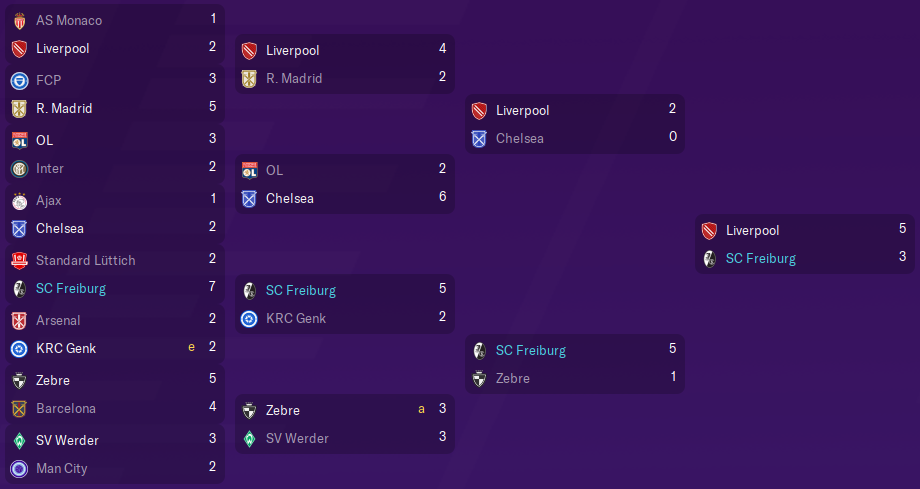 AS Monaco 1
Liverpool 2
FCP 3
R. Madrid 5
OL 3
Inter 2
Ajax 1
Chelsea 2
Standard Lüttich 2
SC Freiburg 7
Arsenal 2
KRC Genk e 2
Zebre 5
Barcelona 4
SV Werder 3
Man City 2
Liverpool 4
R. Madrid 2
OL 2
Chelsea 6
SC Freiburg 5
KRC Genk 2
Zebre a 3
SV Werder 3
Liverpool 2
Chelsea 0
SC Freiburg 5
Zebre 1
Liverpool 5
SC Freiburg 3